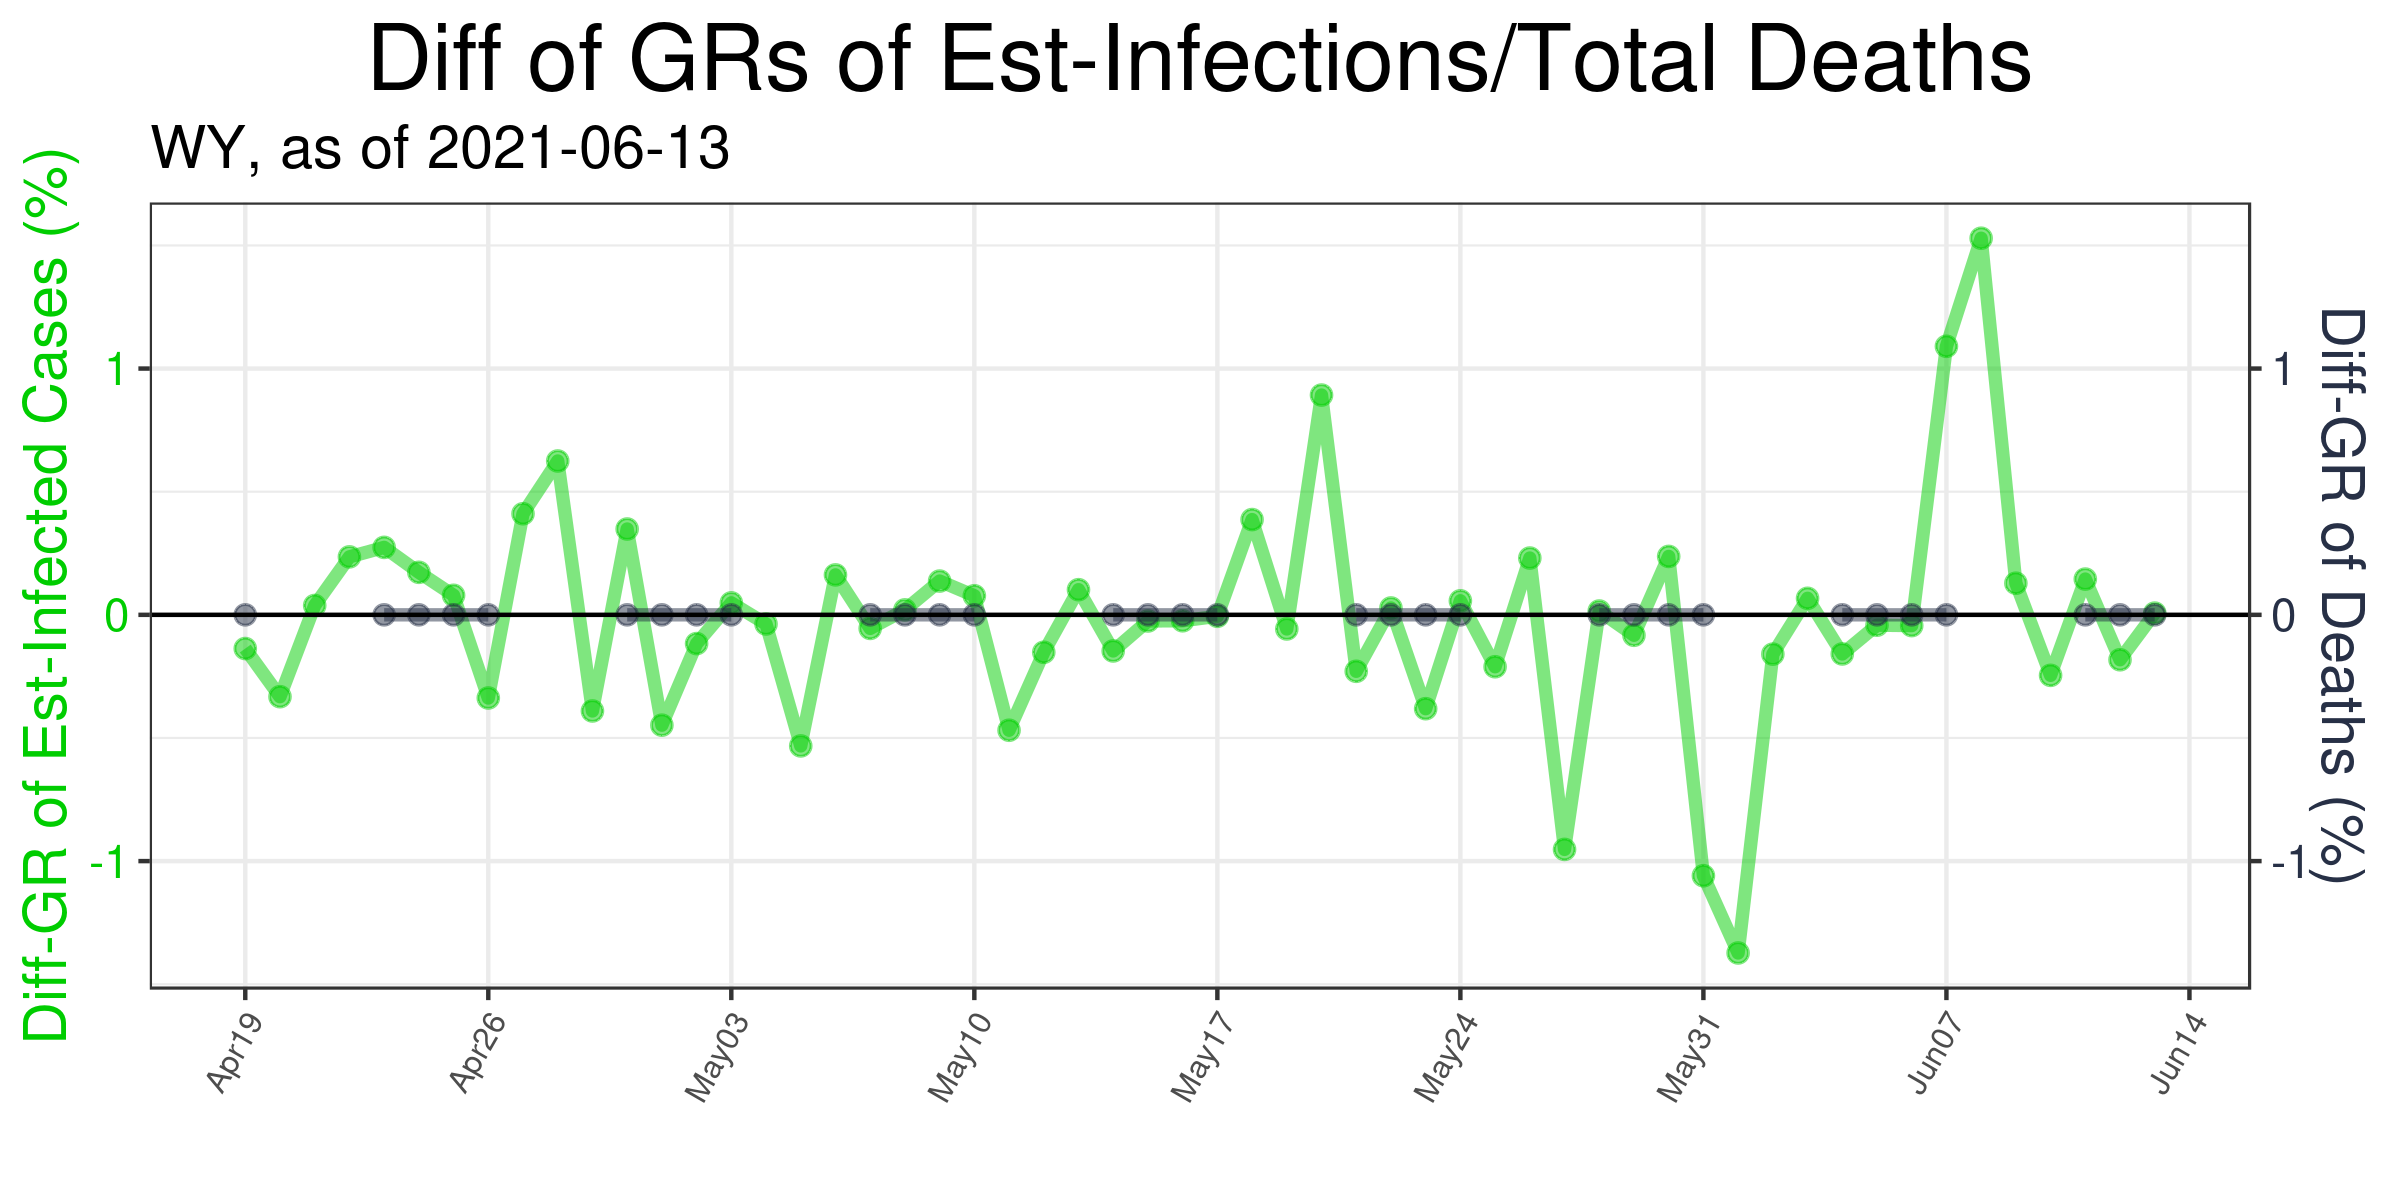 Diff of GRs of Est-Infections/Total Deaths
WY, as of 2021-06-13
Diff-GR of Est-Infected Cases (%)
1
0
-1
1
0
-1
Diff-GR of Deaths (%)
Apr19
Apr26
May03
May10
May17
May24
May31
Jun07
Jun14